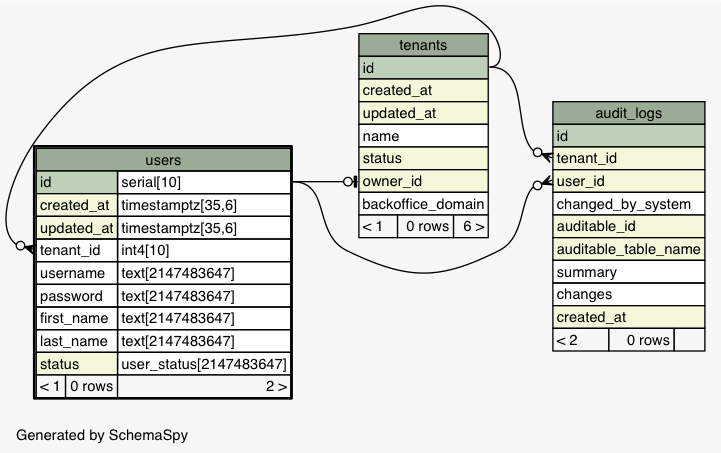 tenants
id
created_at
updated_at
name
status
owner_id
backoffice_domain
< 1 0 rows 6 >
audit_logs
id
tenant_id
user_id
changed_by_system
auditable_id
auditable_table_name
summary
changes
created_at
< 2 0 rows
users
id serial[10]
created_at timestamptz[35,6]
updated_at timestamptz[35,6]
tenant_id int4[10]
username text[2147483647]
password text[2147483647]
first_name text[2147483647]
last_name text[2147483647]
status user_status[2147483647]
< 1 0 rows 2 >
Generated by SchemaSpy